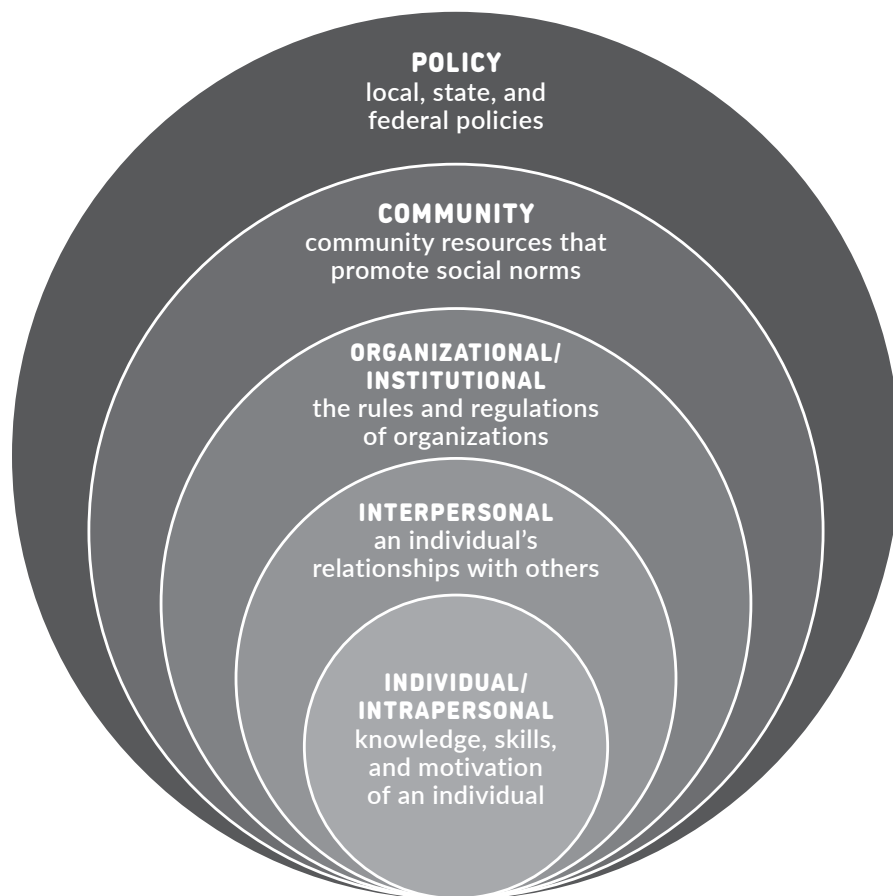 POLICY
local, state, and
federal policies
COMMUNITY
community resources that
promote social norms
ORGANIZATIONAL/
INSTITUTIONAL
the rules and regulations
of organizations
INTERPERSONAL
an individual’s
relationships with others
INDIVIDUAL/
INTRAPERSONAL
knowledge, skills,
and motivation
of an individual